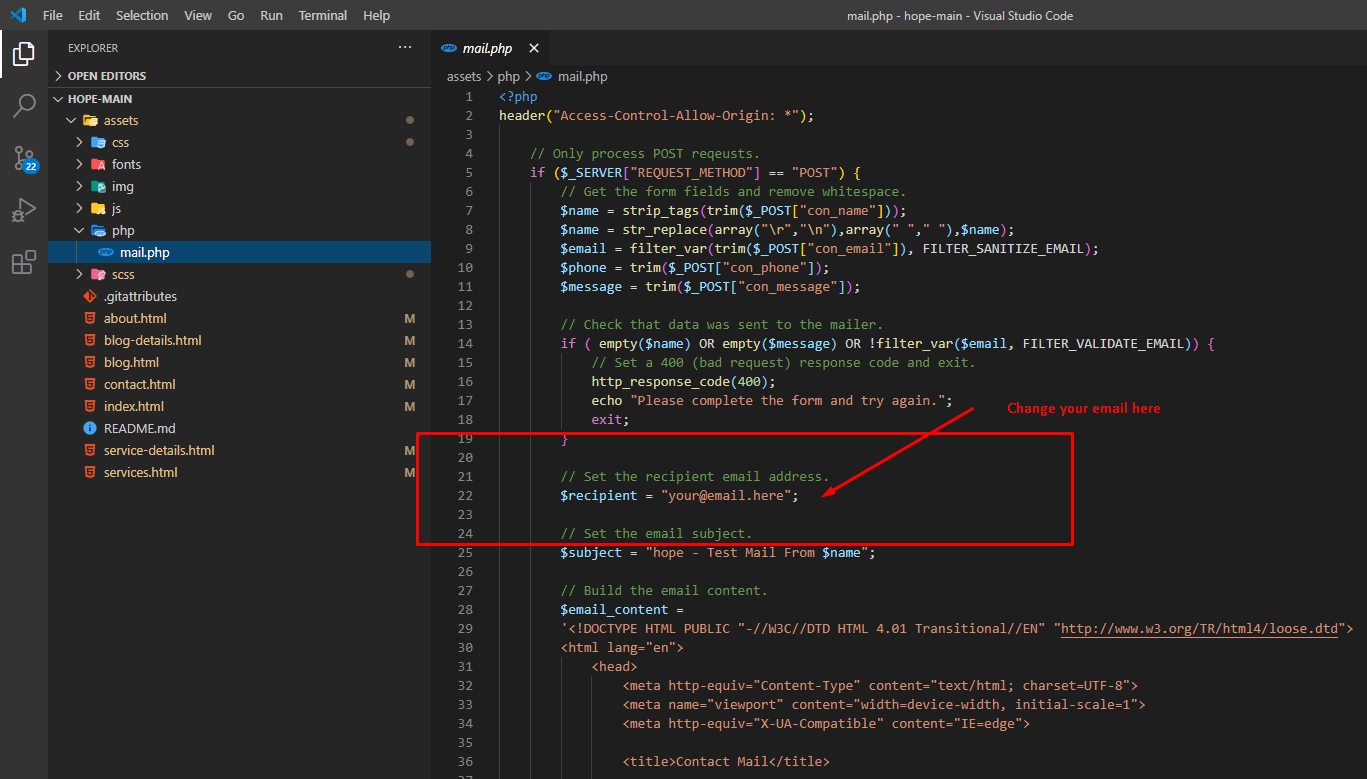 File Edit Selection View Go Run Terminal Help
mail.php - hope-main - Visual Studio Code
EXPLORER
OPEN EDITORS
HOPE-MAIN
assets
css
fonts
img
js
php
mail.php
scss
.gitattributes
about.html M
blog-details.html M
blog.html M
contact.html M
index.html M
README.md
service-details.html M
services.html M
22
mail.php
assets > php > mail.php
1 <?php
2 header("Access-Control-Allow-Origin: *");
3
4 // Only process POST reqeusts.
5 if ($_SERVER["REQUEST_METHOD"] == "POST") {
6 // Get the form fields and remove whitespace.
7 $name = strip_tags(trim($_POST["con_name"]));
8 $name = str_replace(array("\r","\n"),array(" "," "),$name);
9 $email = filter_var(trim($_POST["con_email"]), FILTER_SANITIZE_EMAIL);
10 $phone = trim($_POST["con_phone"]);
11 $message = trim($_POST["con_message"]);
12
13 // Check that data was sent to the mailer.
14 if ( empty($name) OR empty($message) OR !filter_var($email, FILTER_VALIDATE_EMAIL)) {
15 // Set a 400 (bad request) response code and exit.
16 http_response_code(400);
17 echo "Please complete the form and try again.";
Change your email here
18 exit;
19 }
20
21 // Set the recipient email address.
22 $recipient = "your@email.here";
23
24 // Set the email subject.
25 $subject = "hope - Test Mail From $name";
26
27 // Build the email content.
28 $email_content =
29 '<!DOCTYPE HTML PUBLIC "-//W3C//DTD HTML 4.01 Transitional//EN" "http://www.w3.org/TR/html4/loose.dtd">
30 <html lang="en">
31 <head>
32 <meta http-equiv="Content-Type" content="text/html; charset=UTF-8">
33 <meta name="viewport" content="width=device-width, initial-scale=1">
34 <meta http-equiv="X-UA-Compatible" content="IE=edge">
35
36 <title>Contact Mail</title>